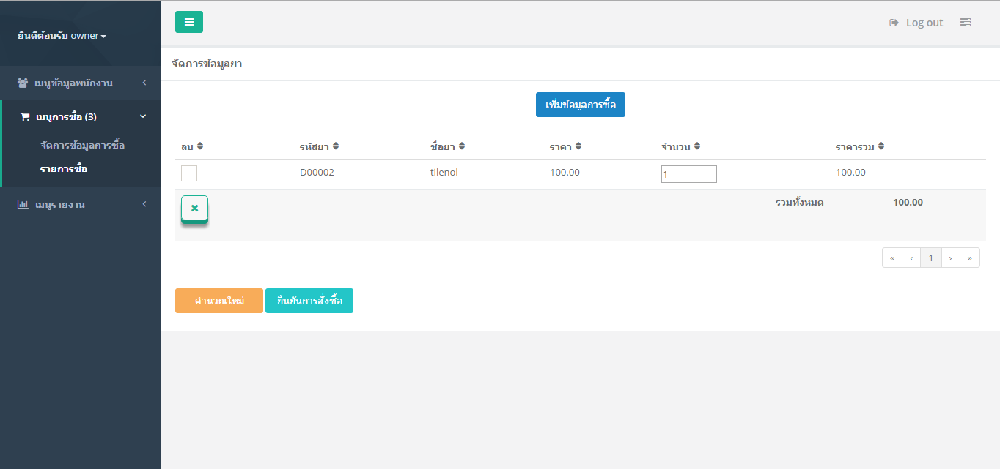 ยินดีต้อนรับ owner
Log out
เมนูข้อมูลพนักงาน
เมนูการซื้อ (3)
จัดการข้อมูลการซื้อ
รายการซื้อ
เมนูรายงาน
จัดการข้อมูลยา
เพิ่มข้อมูลการซื้อ
ลบ รหัสยา ชื่อยา ราคา จำนวน ราคารวม
D00002 tilenol 100.00 1 100.00
รวมทั้งหมด 100.00
« ‹ 1 › »
คำนวณใหม่ ยืนยันการสั่งซื้อ